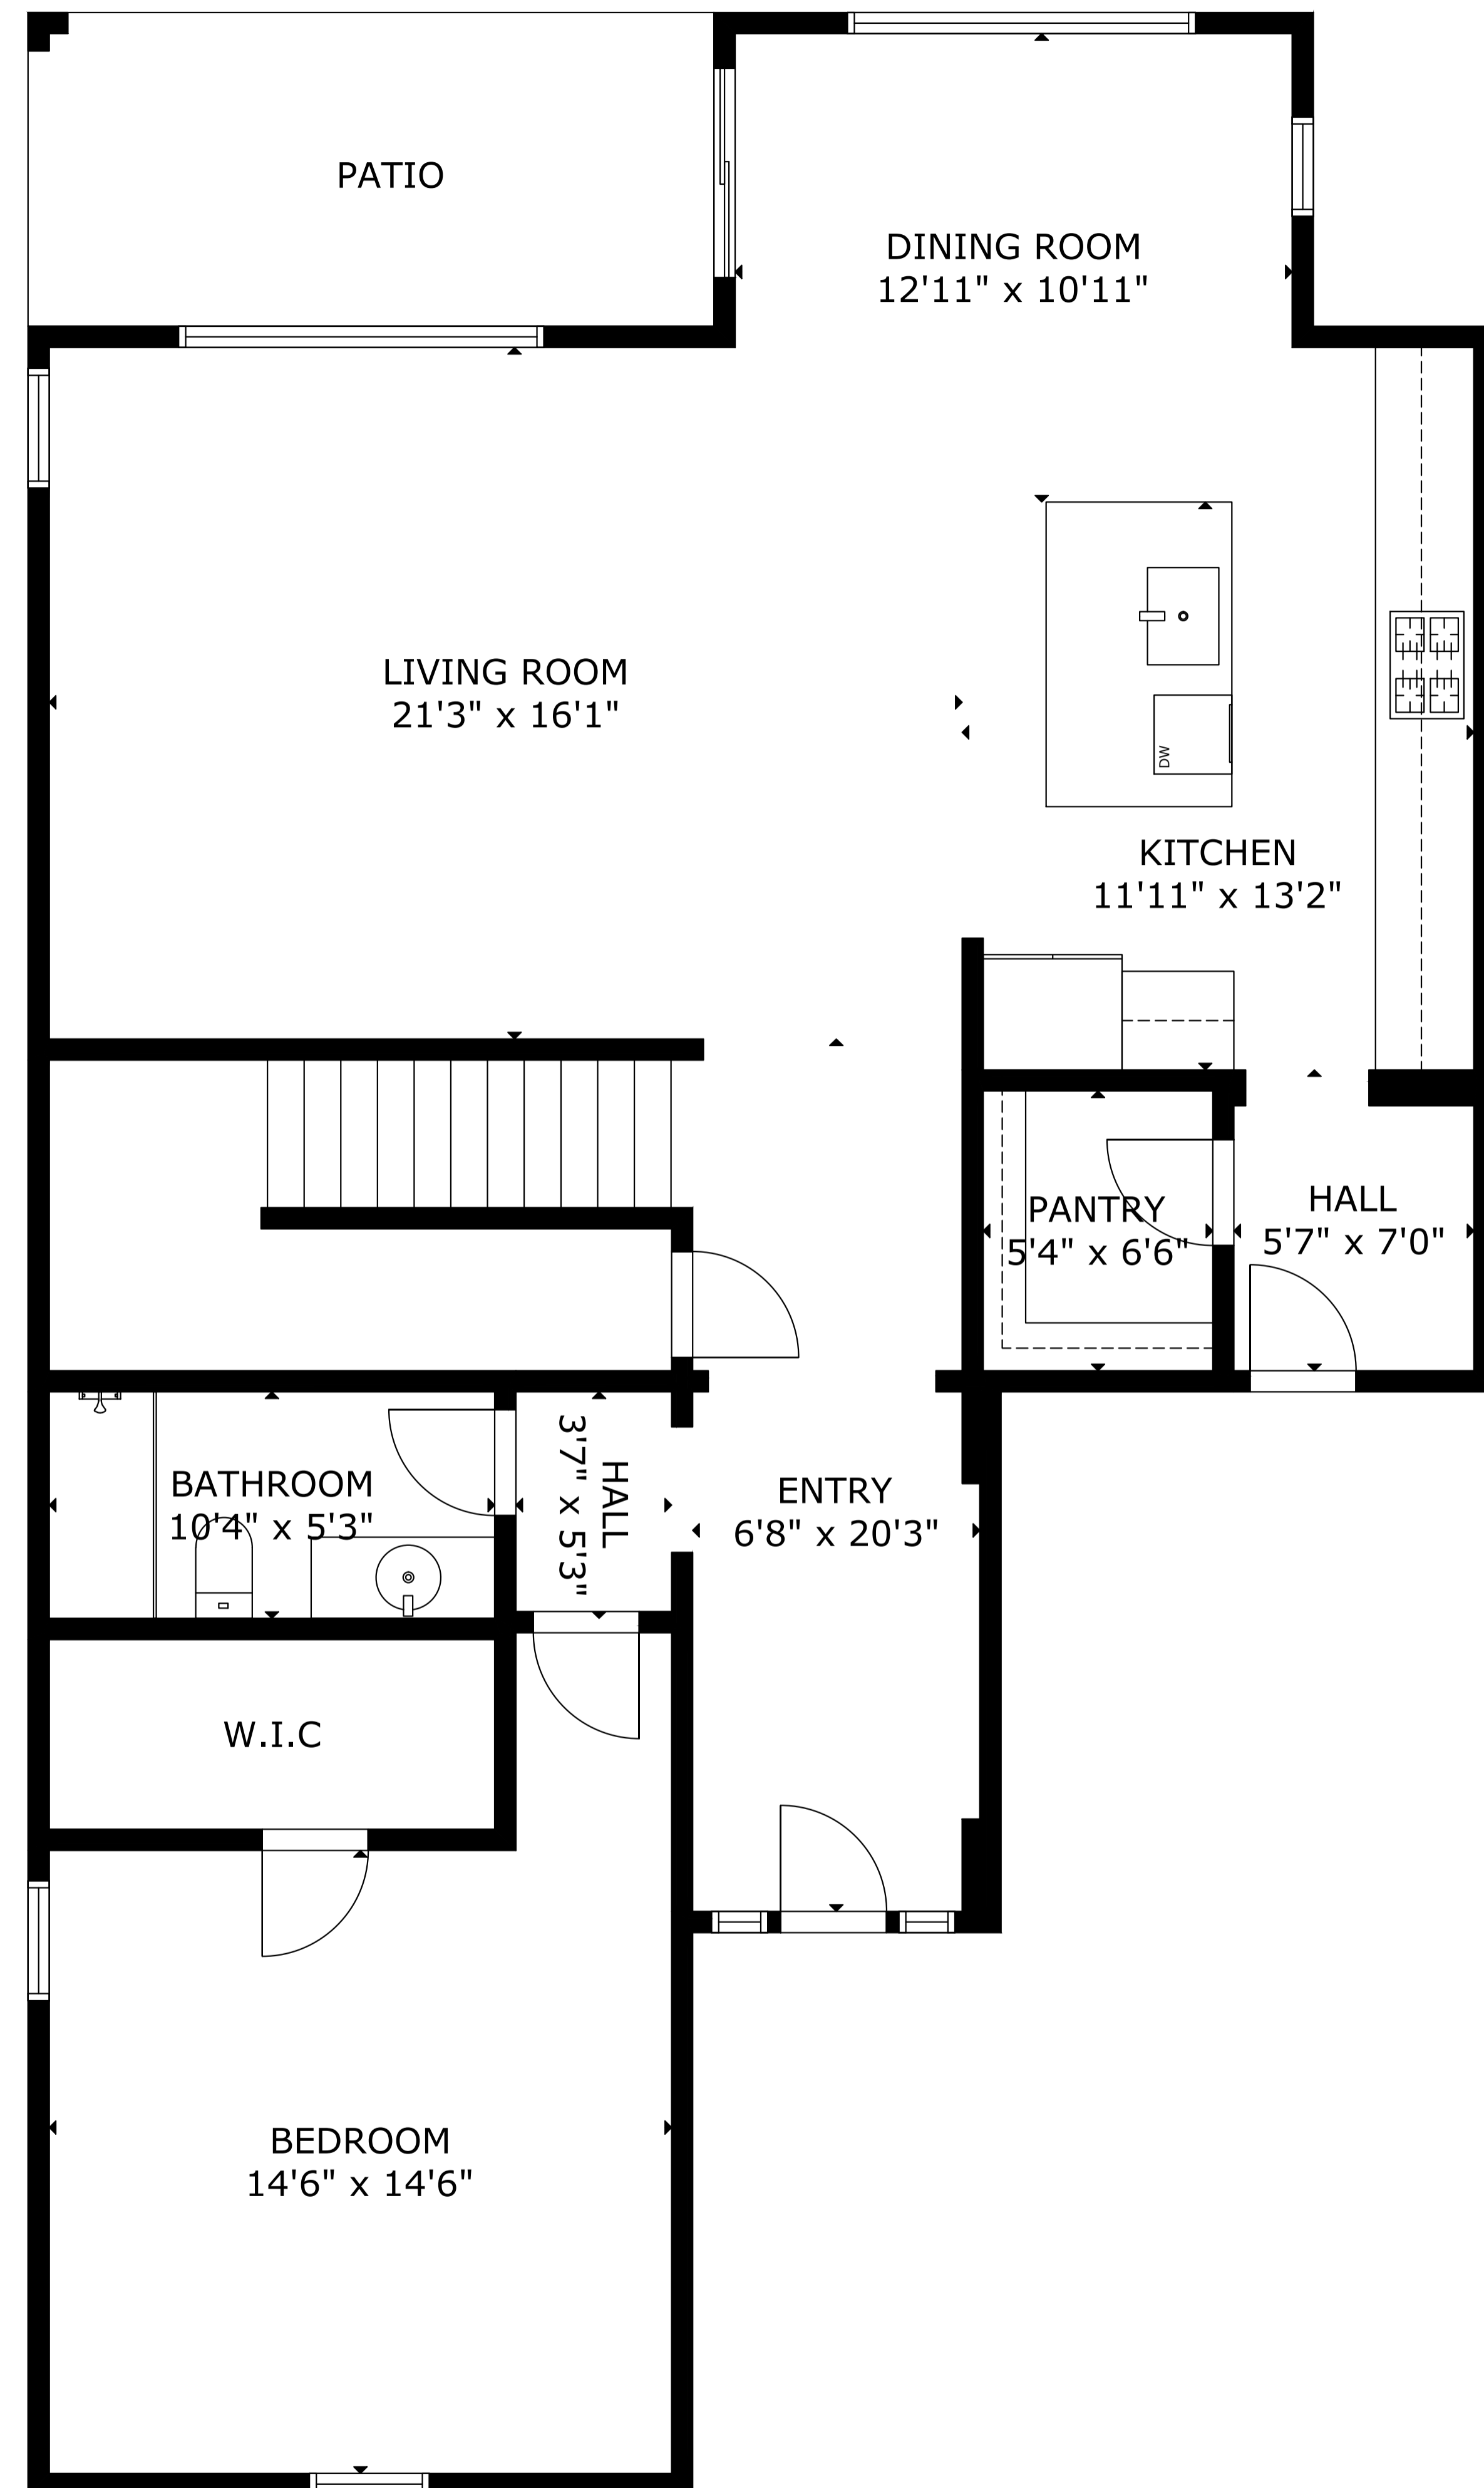 PATIO
DINING ROOM
12'11" x 10'11"
LIVING ROOM
21'3" x 16'1"
DW
KITCHEN
11'11" x 13'2"
PANTRY
5'4" x 6'6"
HALL
5'7" x 7'0"
BATHROOM
10'4" x 5'3"
HALL
3'7" x 5'3"
ENTRY
6'8" x 20'3"
W.I.C
BEDROOM
14'6" x 14'6"